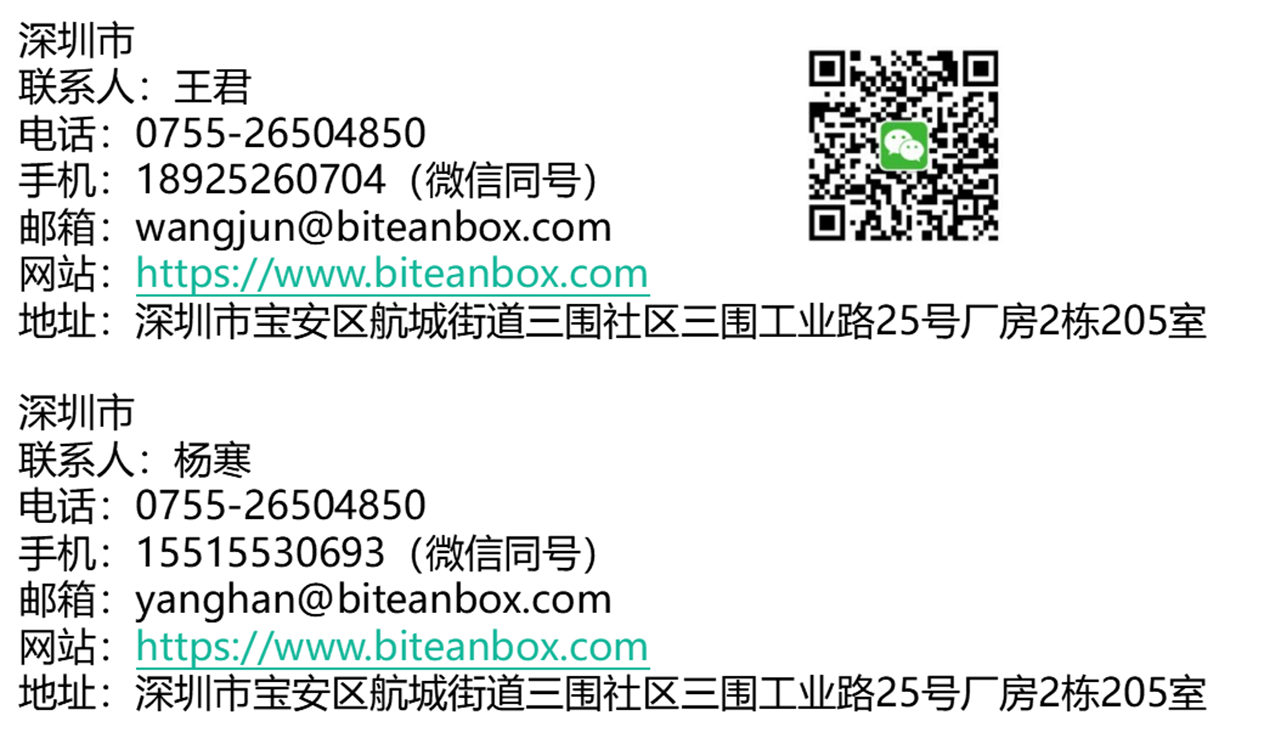 深圳市
联系人：王君
电话：0755-26504850
手机：18925260704（微信同号）
邮箱：wangjun@biteanbox.com
网站：https://www.biteanbox.com
地址：深圳市宝安区航城街道三围社区三围工业路25号厂房2栋205室
深圳市
联系人：杨寒
电话：0755-26504850
手机：15515530693（微信同号）
邮箱：yanghan@biteanbox.com
网站：https://www.biteanbox.com
地址：深圳市宝安区航城街道三围社区三围工业路25号厂房2栋205室